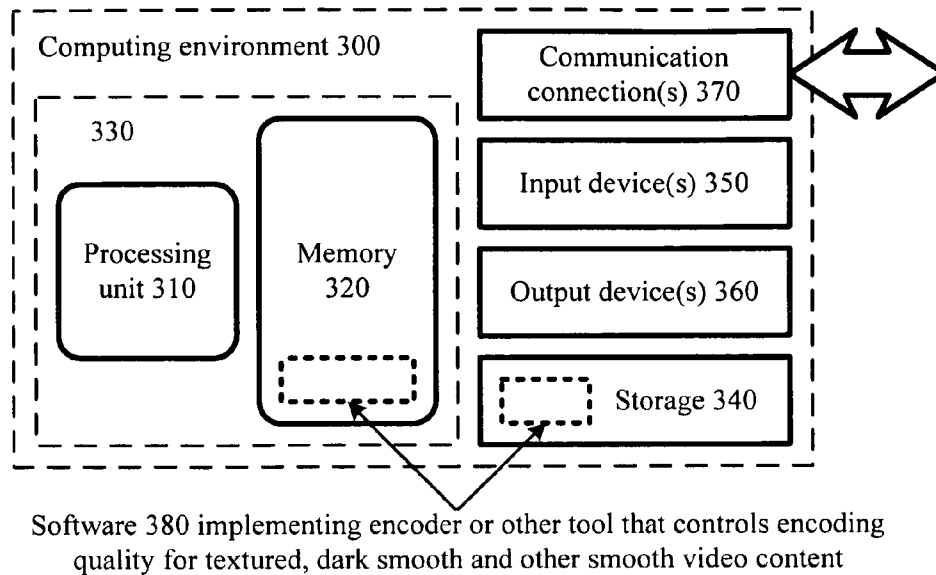 Computing environment 300
Communication
connection(s) 370
330
Input device(s) 350
Processing
unit 310
Memory
320
Output device(s) 360
Storage 340
Software 380 implementing encoder or other tool that controls encoding
quality for textured, dark smooth and other smooth video content